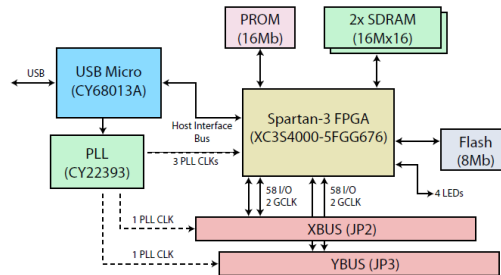 PROM
(16Mb)
2x SDRAM
(16Mx16)
USB
USB Micro
(CY68013A)
Host Interface
Bus
Spartan-3 FPGA
(XC3S4000-5FGG676)
Flash
(8Mb)
PLL
(CY22393)
3 PLL CLKs
58 I/O
2 GCLK
58 I/O
2 GCLK
4 LEDs
1 PLL CLK
XBUS (JP2)
1 PLL CLK
YBUS (JP3)